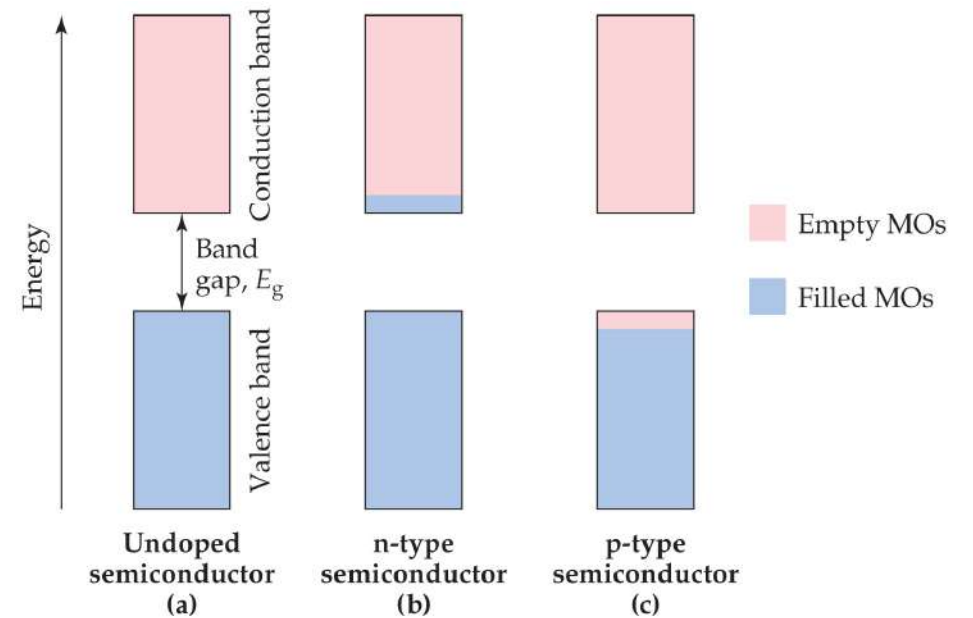 Energy
Conduction band
Band
gap, Eg
Valence band
Empty MOs
Filled MOs
Undoped
semiconductor
(a)
n-type
semiconductor
(b)
p-type
semiconductor
(c)